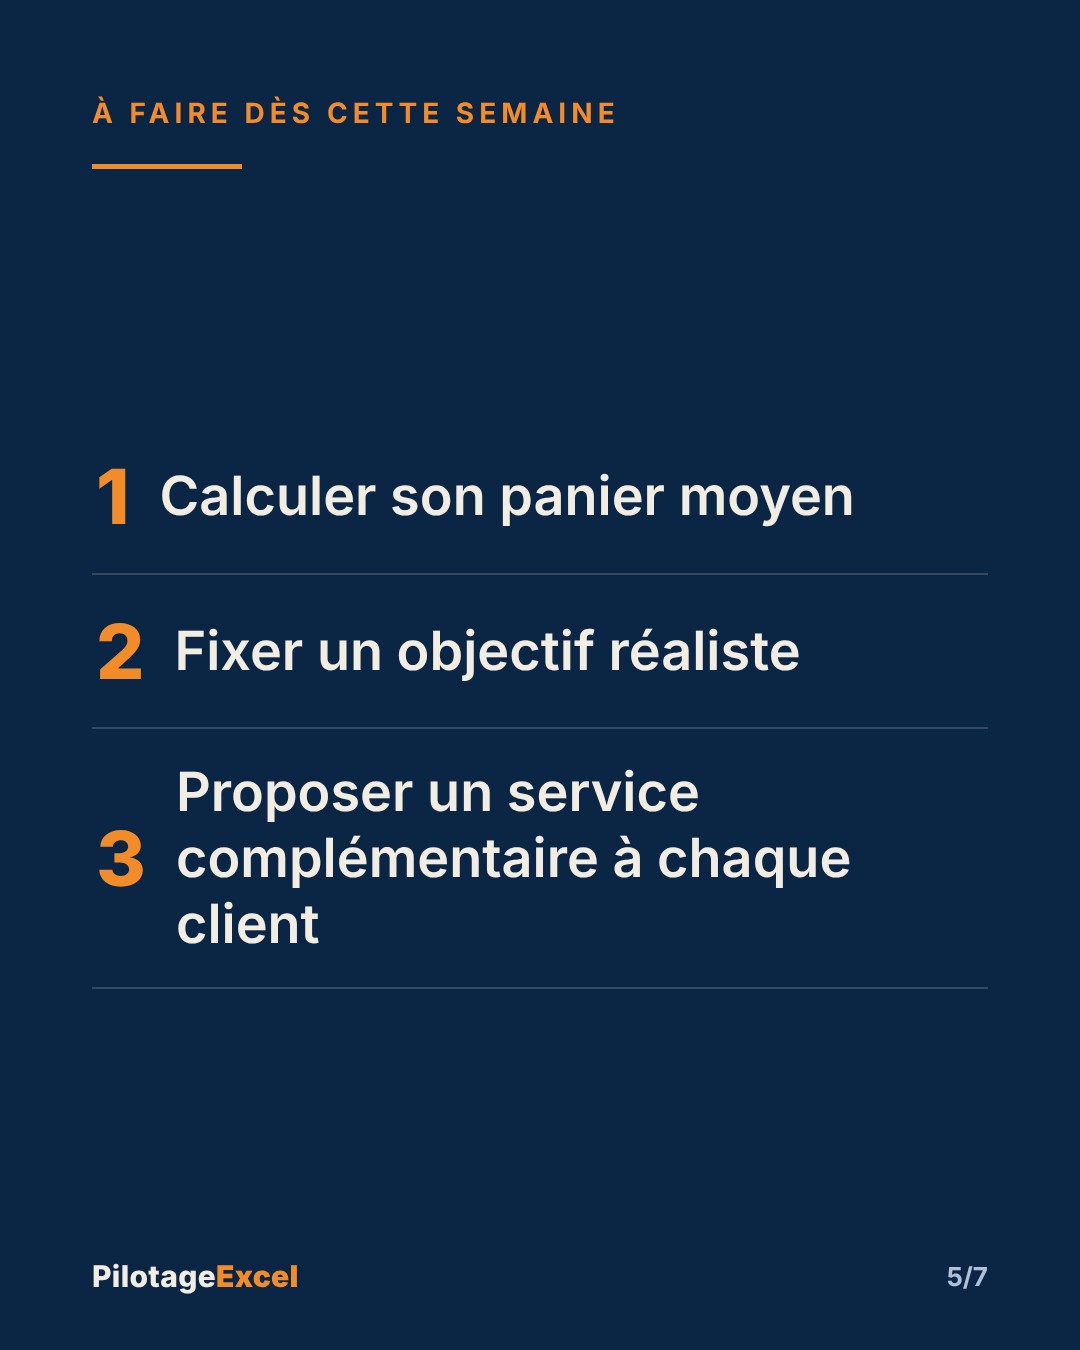 À FAIRE DÈS CETTE SEMAINE
1 Calculer son panier moyen
2 Fixer un objectif réaliste
3 Proposer un service
complémentaire à chaque
client
PilotageExcel
5/7